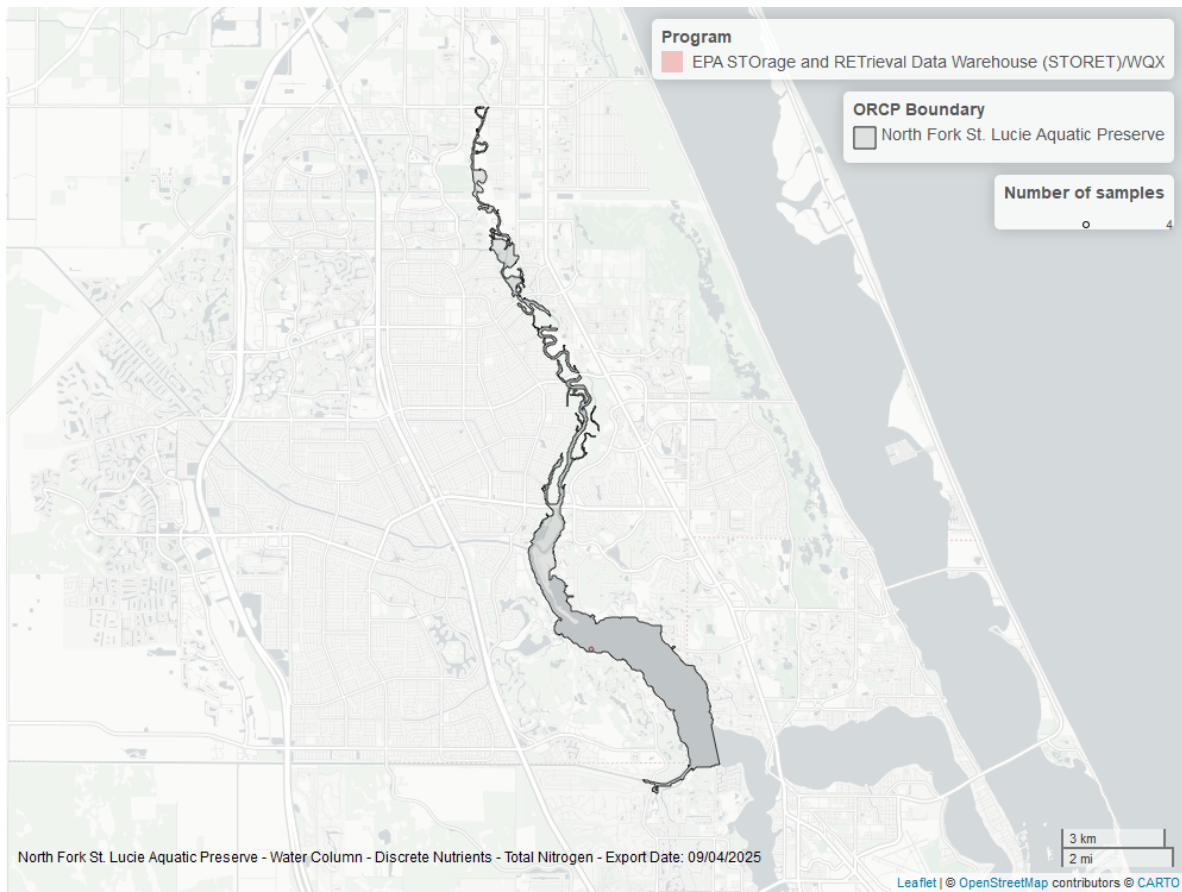 Program
EPA STOrage and RETrieval Data Warehouse (STORET)/WQX
ORCP Boundary
North Fork St. Lucie Aquatic Preserve
Number of samples
4
3 km
2 mi
North Fork St. Lucie Aquatic Preserve - Water Column - Discrete Nutrients - Total Nitrogen - Export Date: 09/04/2025
Leaflet | © OpenStreetMap contributors © CARTO